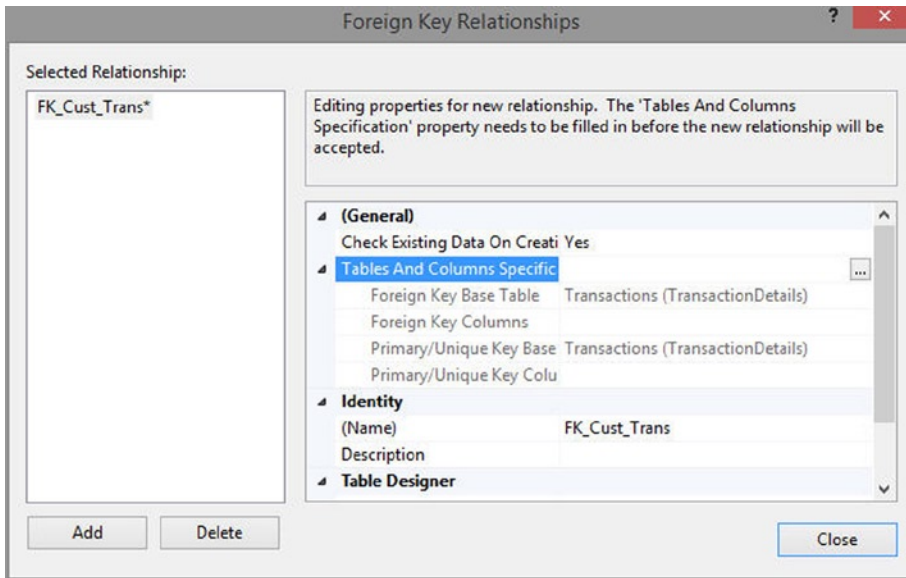 Foreign Key Relationships
? ×
Selected Relationship:
FK_Cust_Trans*
Editing properties for new relationship. The 'Tables And Columns
Specification' property needs to be filled in before the new relationship will be
accepted.
(General)
Check Existing Data On Creati Yes
Tables And Columns Specific ...
Foreign Key Base Table Transactions (TransactionDetails)
Foreign Key Columns
Primary/Unique Key Base Transactions (TransactionDetails)
Primary/Unique Key Colu
Identity
(Name) FK_Cust_Trans
Description
Table Designer
Add Delete
Close